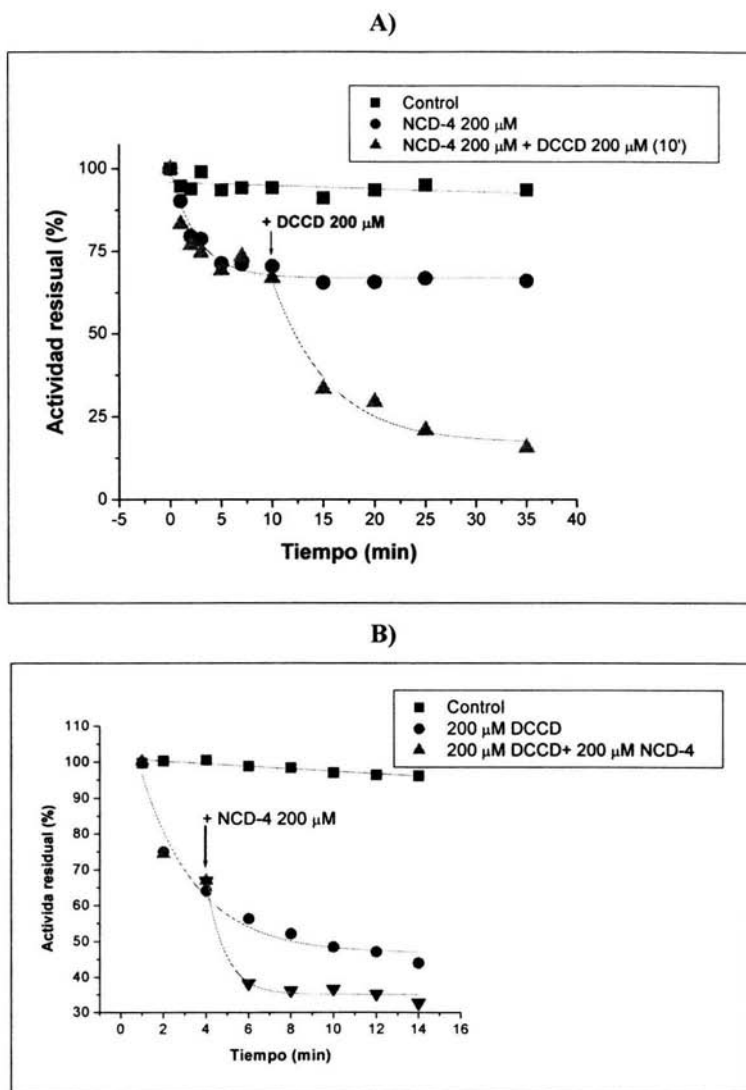 A)
Control
NCD-4 200 µM
NCD-4 200 µM + DCCD 200 µM (10')
+ DCCD 200 µM
Actividad resisual (%)
100
75
50
25
0
-5 0 5 10 15 20 25 30 35 40
Tiempo (min)
B)
Control
200 µM DCCD
200 µM DCCD+ 200 µM NCD-4
+ NCD-4 200 µM
Activida residual (%)
110
100
90
80
70
60
50
40
30
0 2 4 6 8 10 12 14 16
Tiempo (min)